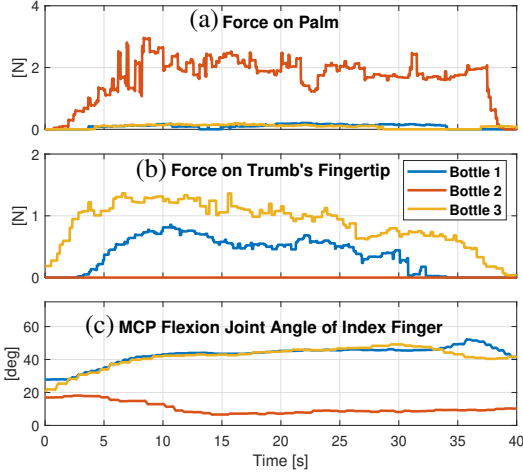 (a)
Force on Palm
[N]
4
2
0
(b)
Force on Trumb's Fingertip
[N]
2
1
0
Bottle 1
Bottle 2
Bottle 3
(c)
MCP Flexion Joint Angle of Index Finger
[deg]
60
40
20
0
0 5 10 15 20 25 30 35 40
Time [s]